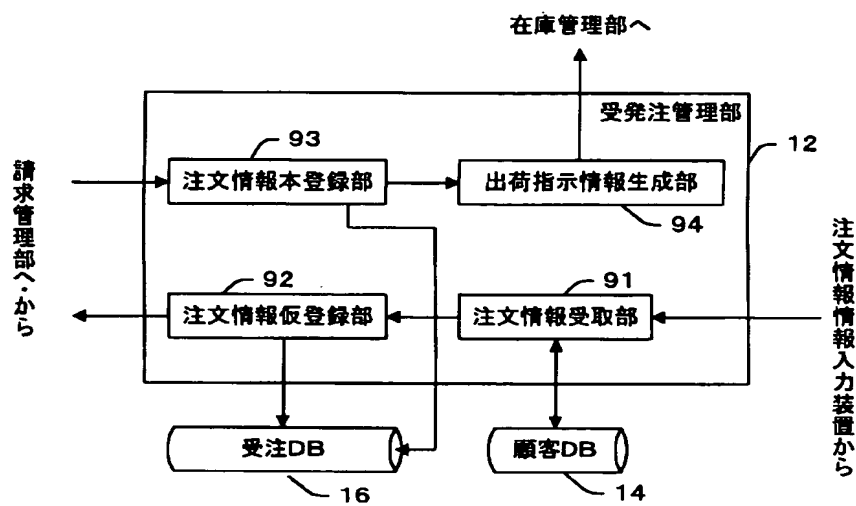 在庫管理部へ
受発注管理部
12
93
注文情報本登録部
出荷指示情報生成部
94
請求管理部へ・から
92
注文情報仮登録部
91
注文情報受取部
注文情報情報入力装置から
受注DB
16
顧客DB
14